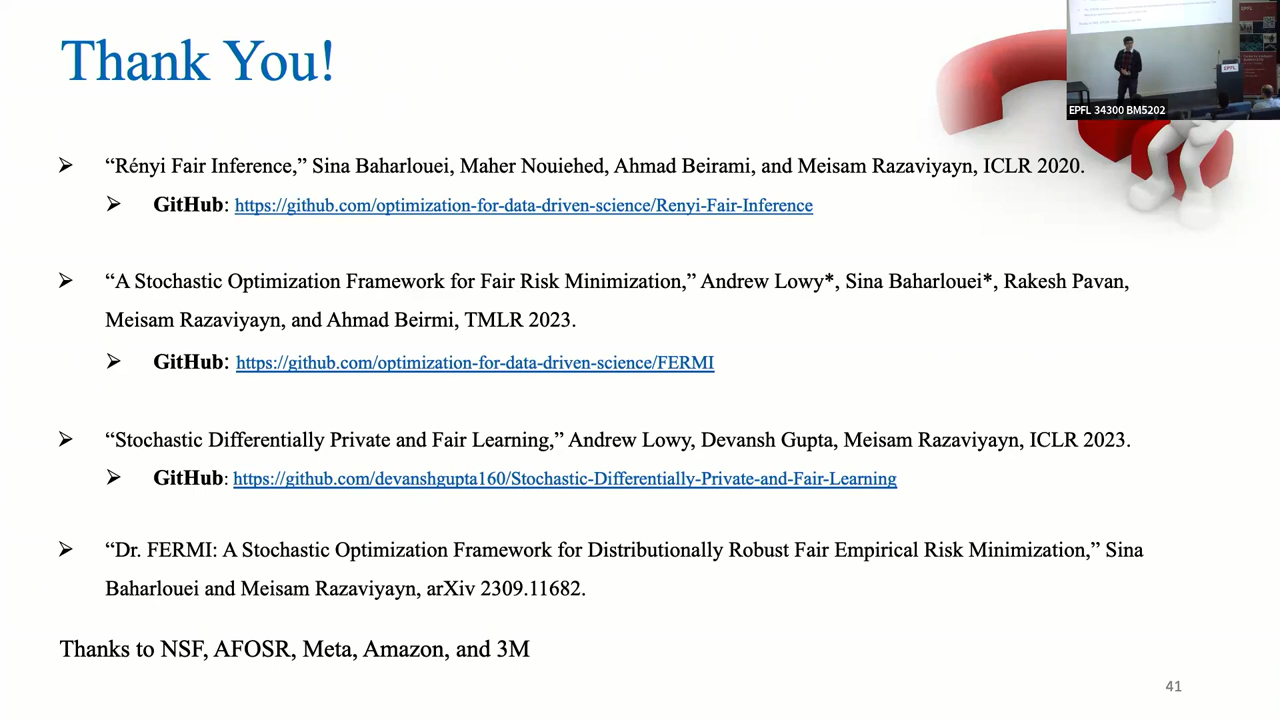 Thank You!
EPFL 34300 BM5202
EPFL
➢ “Rényi Fair Inference,” Sina Baharlouei, Maher Nouiehed, Ahmad Beirami, and Meisam Razaviyayn, ICLR 2020.
➢ GitHub: https://github.com/optimization-for-data-driven-science/Renyi-Fair-Inference
➢ “A Stochastic Optimization Framework for Fair Risk Minimization,” Andrew Lowy*, Sina Baharlouei*, Rakesh Pavan,
Meisam Razaviyayn, and Ahmad Beirmi, TMLR 2023.
➢ GitHub: https://github.com/optimization-for-data-driven-science/FERMI
➢ “Stochastic Differentially Private and Fair Learning,” Andrew Lowy, Devansh Gupta, Meisam Razaviyayn, ICLR 2023.
➢ GitHub: https://github.com/devanshgupta160/Stochastic-Differentially-Private-and-Fair-Learning
➢ “Dr. FERMI: A Stochastic Optimization Framework for Distributionally Robust Fair Empirical Risk Minimization,” Sina
Baharlouei and Meisam Razaviyayn, arXiv 2309.11682.
Thanks to NSF, AFOSR, Meta, Amazon, and 3M
41